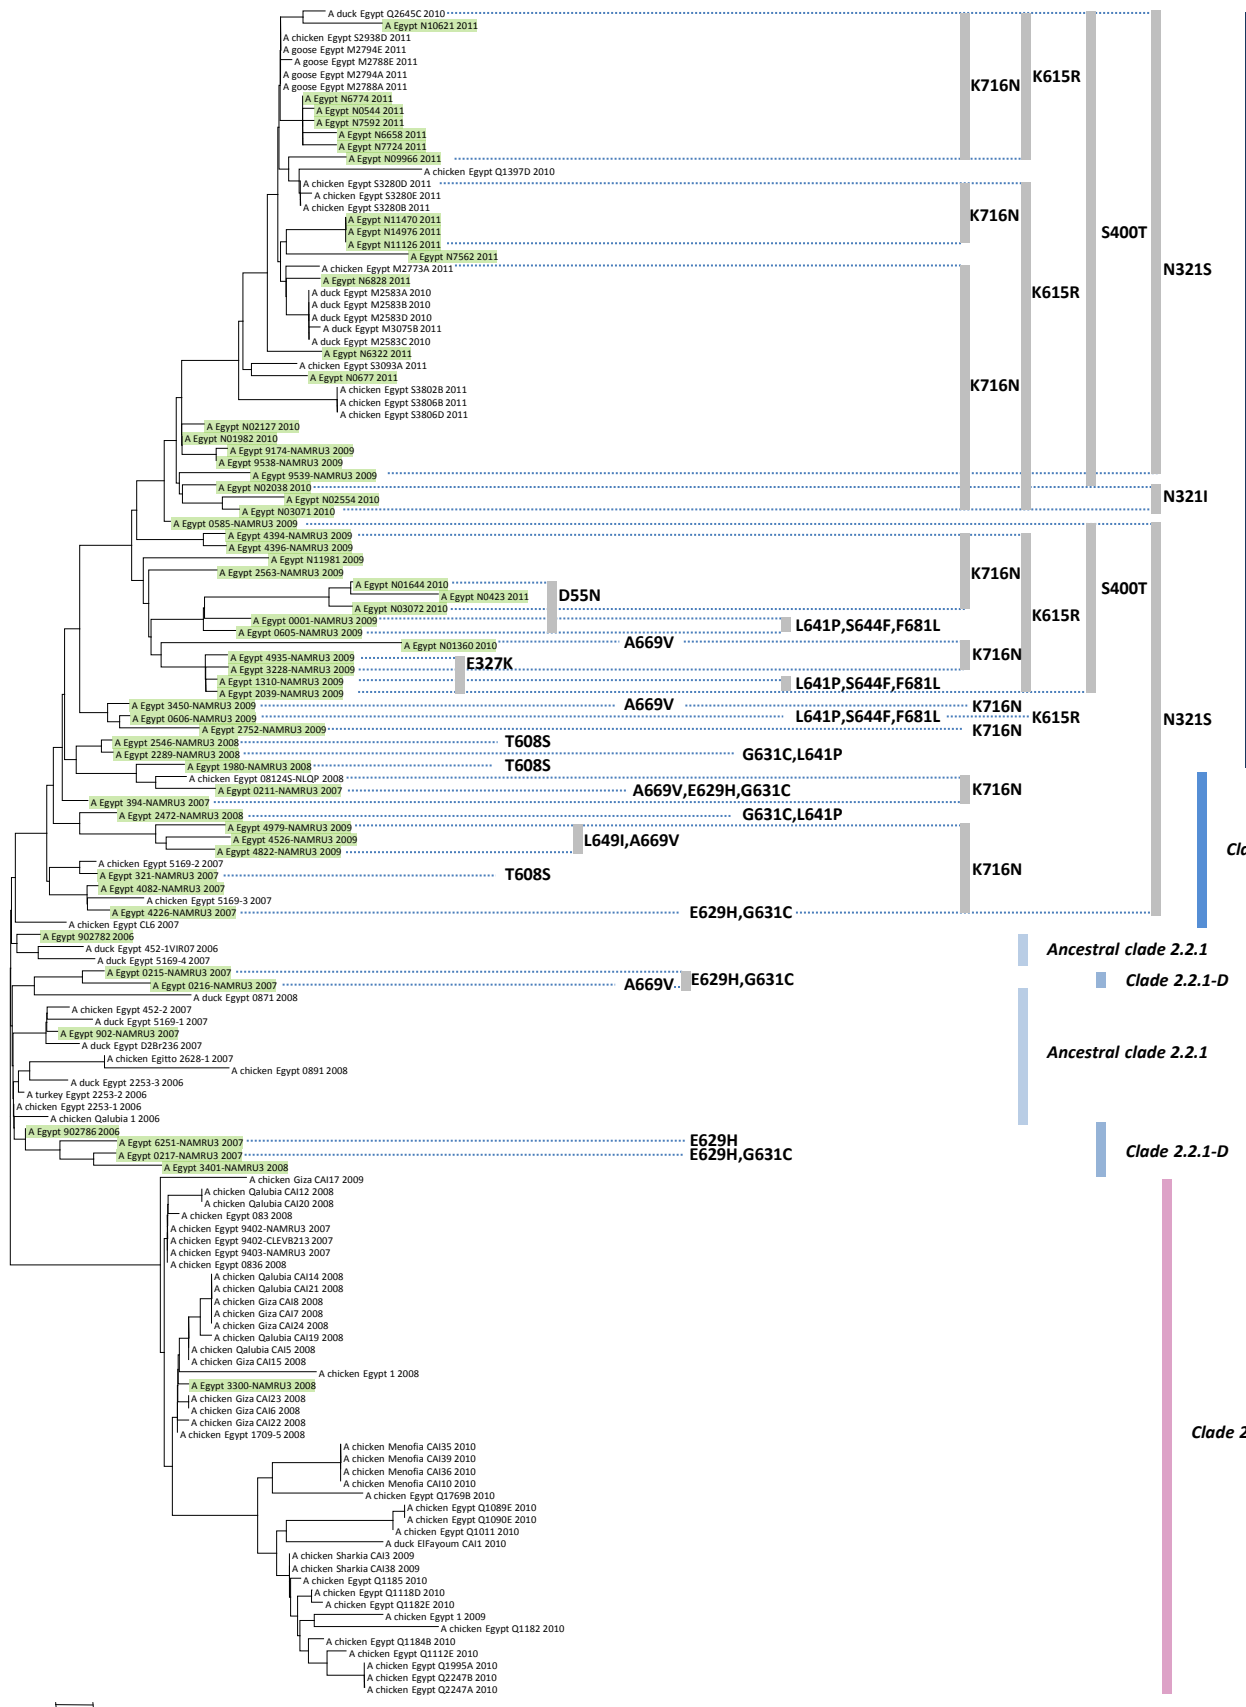 A duck Egypt Q2645C 2010
A Egypt N10621 2011
A chicken Egypt S2938D 2011
A goose Egypt M2794E 2011
A goose Egypt M2788E 2011
A goose Egypt M2794A 2011
A goose Egypt M2788A 2011
K716N
K615R
A Egypt N6774 2011
A Egypt N0544 2011
A Egypt N7592 2011
A Egypt N6658 2011
A Egypt N7724 2011
A Egypt N09966 2011
A chicken Egypt Q1397D 2010
A chicken Egypt S3280D 2011
A chicken Egypt S3280E 2011
A chicken Egypt S3280B 2011
A Egypt N11470 2011
K716N
A Egypt N14976 2011
S400T
A Egypt N11126 2011
A Egypt N7562 2011
A chicken Egypt M2773A 2011
N321S
A Egypt N6828 2011
A duck Egypt M2583A 2010
K615R
A duck Egypt M2583B 2010
A duck Egypt M2583D 2010
A duck Egypt M3075B 2011
A duck Egypt M2583C 2010
A Egypt N6322 2011
A chicken Egypt S3093A 2011
A Egypt N0677 2011
A chicken Egypt S3802B 2011
K716N
A chicken Egypt S3806B 2011
A chicken Egypt S3806D 2011
A Egypt N02127 2010
A Egypt N01982 2010
A Egypt 9174-NAMRU3 2009
A Egypt 9538-NAMRU3 2009
A Egypt 9539-NAMRU3 2009
A Egypt N02038 2010
A Egypt N02554 2010
N321I
A Egypt N03071 2010
A Egypt 0585-NAMRU3 2009
A Egypt 4394-NAMRU3 2009
A Egypt 4396-NAMRU3 2009
A Egypt N11981 2009
A Egypt 2563-NAMRU3 2009
K716N
A Egypt N01644 2010
S400T
A Egypt N0423 2011
D55N
A Egypt N03072 2010
A Egypt 0001-NAMRU3 2009
L641P,S644F,F681L
A Egypt 0605-NAMRU3 2009
K615R
A Egypt N01360 2010
A669V
A Egypt 4935-NAMRU3 2009
K716N
A Egypt 3228-NAMRU3 2009
E327K
A Egypt 1310-NAMRU3 2009
L641P,S644F,F681L
A Egypt 2039-NAMRU3 2009
A Egypt 3450-NAMRU3 2009
A669V
K716N
A Egypt 0606-NAMRU3 2009
L641P,S644F,F681L
K615R
N321S
A Egypt 2752-NAMRU3 2009
K716N
A Egypt 2546-NAMRU3 2008
T608S
A Egypt 2289-NAMRU3 2008
G631C,L641P
A Egypt 1980-NAMRU3 2008
T608S
A chicken Egypt 08124S-NLQP 2008
A Egypt 0211-NAMRU3 2007
A669V,E629H,G631C
K716N
A Egypt 394-NAMRU3 2007
A Egypt 2472-NAMRU3 2008
G631C,L641P
A Egypt 4979-NAMRU3 2009
A Egypt 4526-NAMRU3 2009
L649I,A669V
A Egypt 4822-NAMRU3 2009
Cla
A chicken Egypt 5169-2 2007
K716N
A Egypt 321-NAMRU3 2007
T608S
A Egypt 4082-NAMRU3 2007
A chicken Egypt 5169-3 2007
A Egypt 4226-NAMRU3 2007
E629H,G631C
A chicken Egypt CL6 2007
A Egypt 902782 2006
A duck Egypt 452-1VIR07 2006
Ancestral clade 2.2.1
A duck Egypt 5169-4 2007
A Egypt 0215-NAMRU3 2007
E629H,G631C
Clade 2.2.1-D
A Egypt 0216-NAMRU3 2007
A669V
A duck Egypt 0871 2008
A chicken Egypt 452-2 2007
A duck Egypt 5169-1 2007
A Egypt 902-NAMRU3 2007
A duck Egypt D2Br236 2007
A chicken Egitto 2628-1 2007
Ancestral clade 2.2.1
A chicken Egypt 0891 2008
A duck Egypt 2253-3 2006
A turkey Egypt 2253-2 2006
A chicken Egypt 2253-1 2006
A chicken Qalubia 1 2006
A Egypt 902786 2006
A Egypt 6251-NAMRU3 2007
E629H
A Egypt 0217-NAMRU3 2007
E629H,G631C
Clade 2.2.1-D
A Egypt 3401-NAMRU3 2008
A chicken Giza CAI17 2009
A chicken Qalubia CAI12 2008
A chicken Qalubia CAI20 2008
A chicken Egypt 083 2008
A chicken Egypt 9402-NAMRU3 2007
A chicken Egypt 9402-CLEVB213 2007
A chicken Egypt 9403-NAMRU3 2007
A chicken Egypt 0836 2008
A chicken Qalubia CAI14 2008
A chicken Qalubia CAI21 2008
A chicken Giza CAI8 2008
A chicken Giza CAI7 2008
A chicken Giza CAI24 2008
A chicken Qalubia CAI19 2008
A chicken Qalubia CAI5 2008
A chicken Giza CAI15 2008
A chicken Egypt 1 2008
A Egypt 3300-NAMRU3 2008
A chicken Giza CAI23 2008
A chicken Giza CAI6 2008
A chicken Giza CAI22 2008
A chicken Egypt 1709-5 2008
Clade 2
A chicken Menofia CAI35 2010
A chicken Menofia CAI39 2010
A chicken Menofia CAI36 2010
A chicken Menofia CAI10 2010
A chicken Egypt Q1769B 2010
A chicken Egypt Q1089E 2010
A chicken Egypt Q1090E 2010
A chicken Egypt Q1011 2010
A duck ElFayoum CAI1 2010
A chicken Sharkia CAI3 2009
A chicken Sharkia CAI38 2009
A chicken Egypt Q1185 2010
A chicken Egypt Q1118D 2010
A chicken Egypt Q1182E 2010
A chicken Egypt 1 2009
A chicken Egypt Q1182 2010
A chicken Egypt Q1184B 2010
A chicken Egypt Q1112E 2010
A chicken Egypt Q1995A 2010
A chicken Egypt Q2247B 2010
A chicken Egypt Q2247A 2010